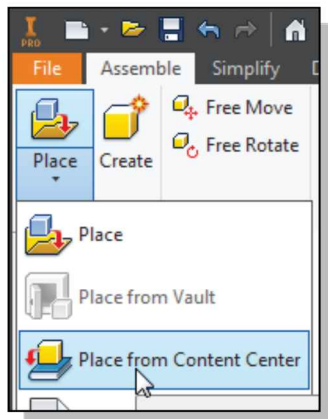 PRO
File Assemble Simplify D
Place Create Free Move
Free Rotate
Place
Place from Vault
Place from Content Center